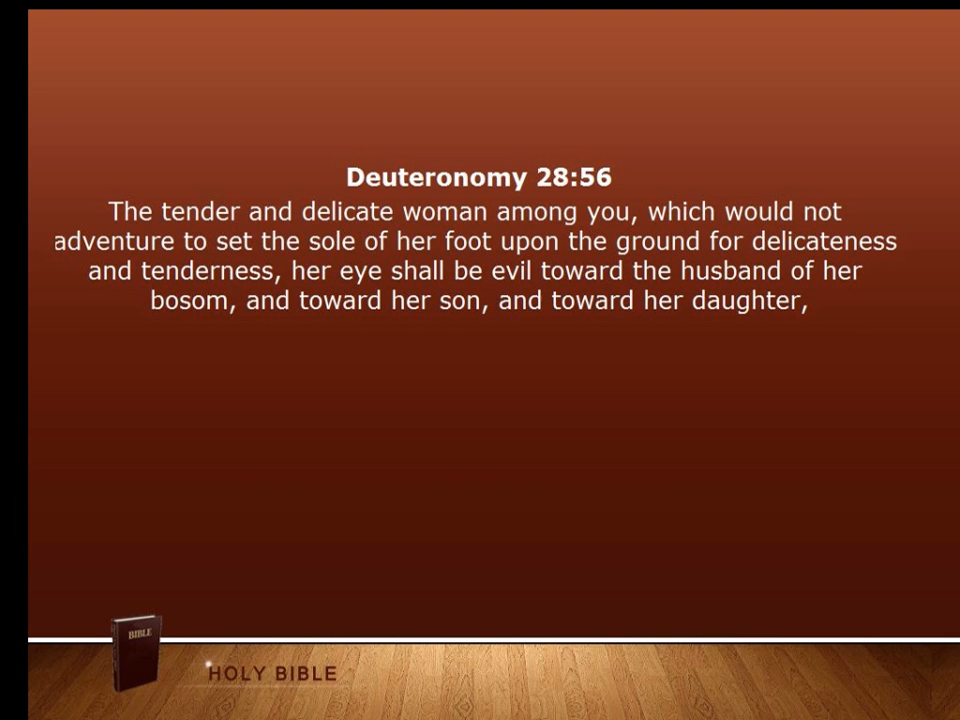 Deuteronomy 28:56
The tender and delicate woman among you, which would not
adventure to set the sole of her foot upon the ground for delicateness
and tenderness, her eye shall be evil toward the husband of her
bosom, and toward her son, and toward her daughter,
BIBLE
HOLY BIBLE